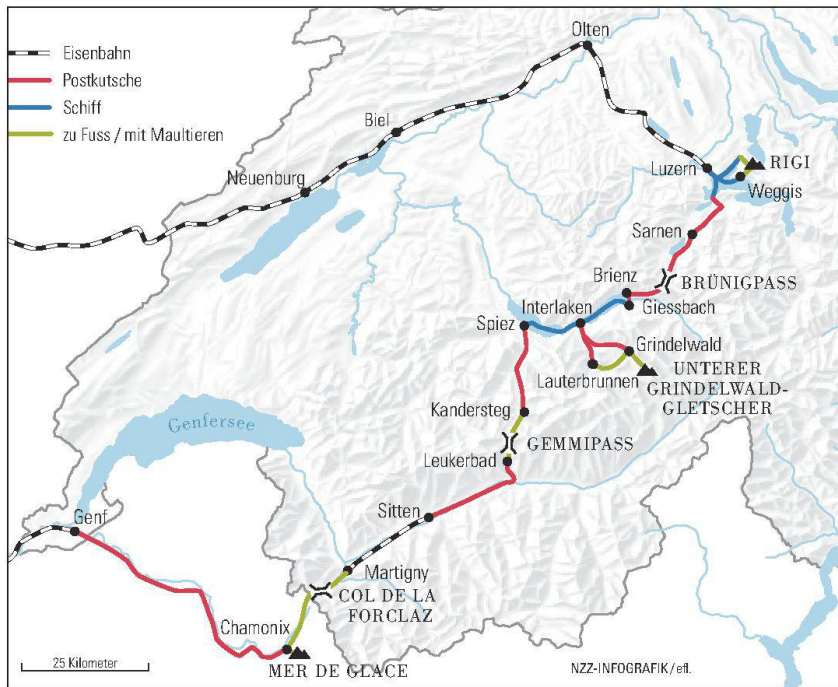 Eisenbahn
Postkutsche
Schiff
zu Fuss / mit Maultieren
Olten
Biel
Neuenburg
Luzern
RIGI
Weggis
Sarnen
Brienz
BRÜNIGPASS
Interlaken
Giessbach
Spiez
Grindelwald
Lauterbrunnen
UNTERER
GRINDELWALD-
GLETSCHER
Kandersteg
GEMMIPASS
Leukerbad
Genfersee
Sitten
Genf
Martigny
COL DE LA
FORCLAZ
Chamonix
MER DE GLACE
25 Kilometer
NZZ-INFOGRAFIK/efl.